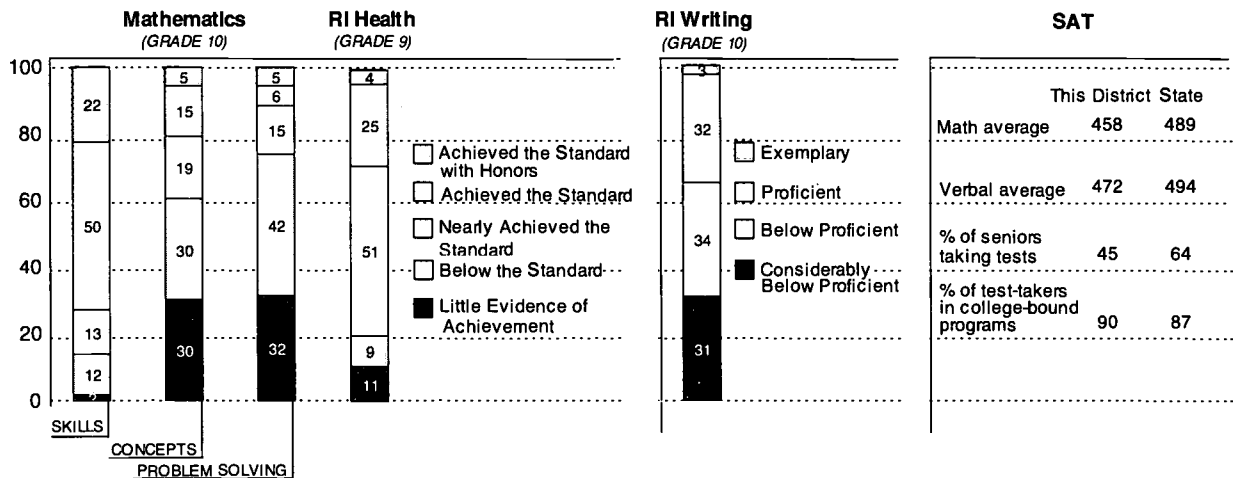 Mathematics
(GRADE 10)
RI Health
(GRADE 9)
RI Writing
(GRADE 10)
SAT
100
80
60
40
20
0
22
50
13
12
SKILLS
5
15
19
30
30
CONCEPTS
5
6
15
42
32
PROBLEM SOLVING
4
25
51
9
11
Achieved the Standard
with Honors
Achieved the Standard
Nearly Achieved the
Standard
Below the Standard
Little Evidence of
Achievement
3
32
34
31
Exemplary
Proficient
Below Proficient
Considerably
Below Proficient
This District State
Math average 458 489
Verbal average 472 494
% of seniors
taking tests 45 64
% of test-takers
in college-bound
programs 90 87